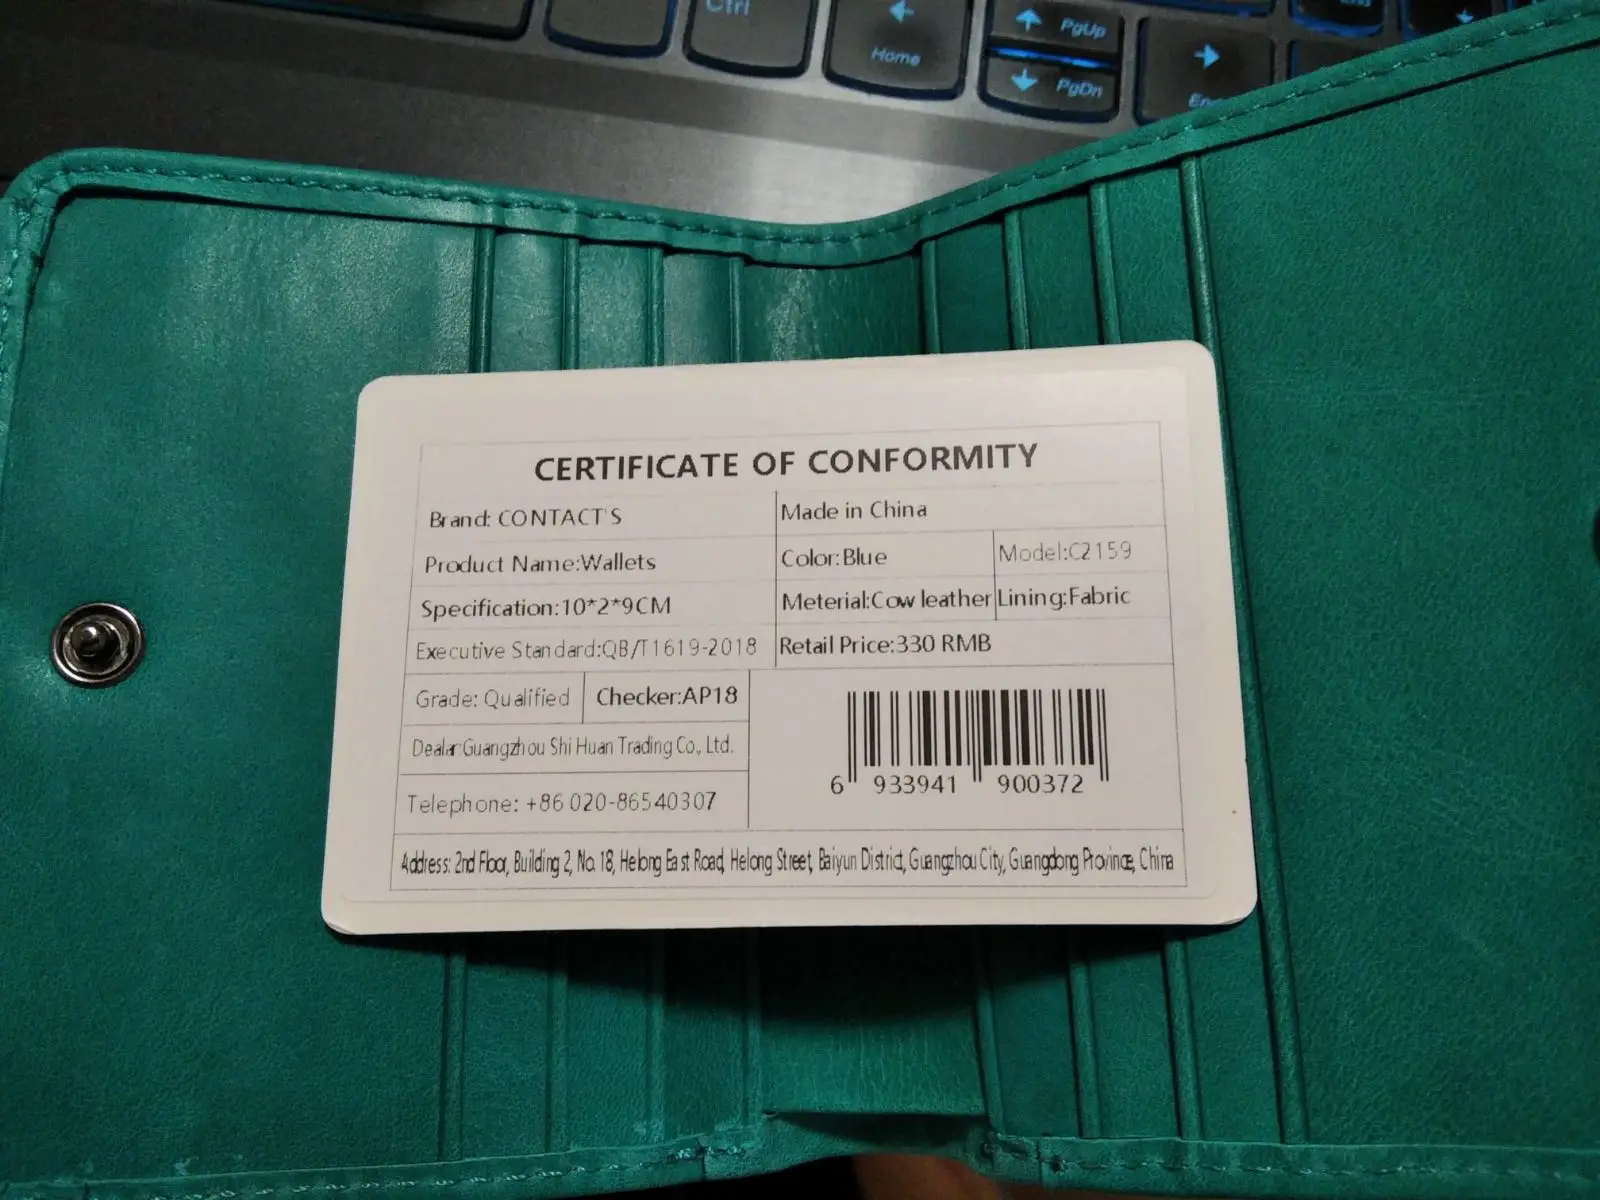 Ctrl
Home
PgUp
PgDn
CERTIFICATE OF CONFORMITY
Brand: CONTACT'S
Made in China
Product Name:Wallets
Color:Blue
Model:C2159
Specification:10*2*9CM
Meterial:Cow leather
Lining:Fabric
Executive Standard:QB/T1619-2018
Retail Price:330 RMB
Grade: Qualified
Checker:AP18
Dealar:Guangzhou Shi Huan Trading Co., Ltd.
Telephone: +86 020-86540307
6 933941 900372
Address: 2nd Floor, Building 2, No. 18, Helong East Road, Helong Street, Baiyun District, Guangzhou City, Guangdong Province, China